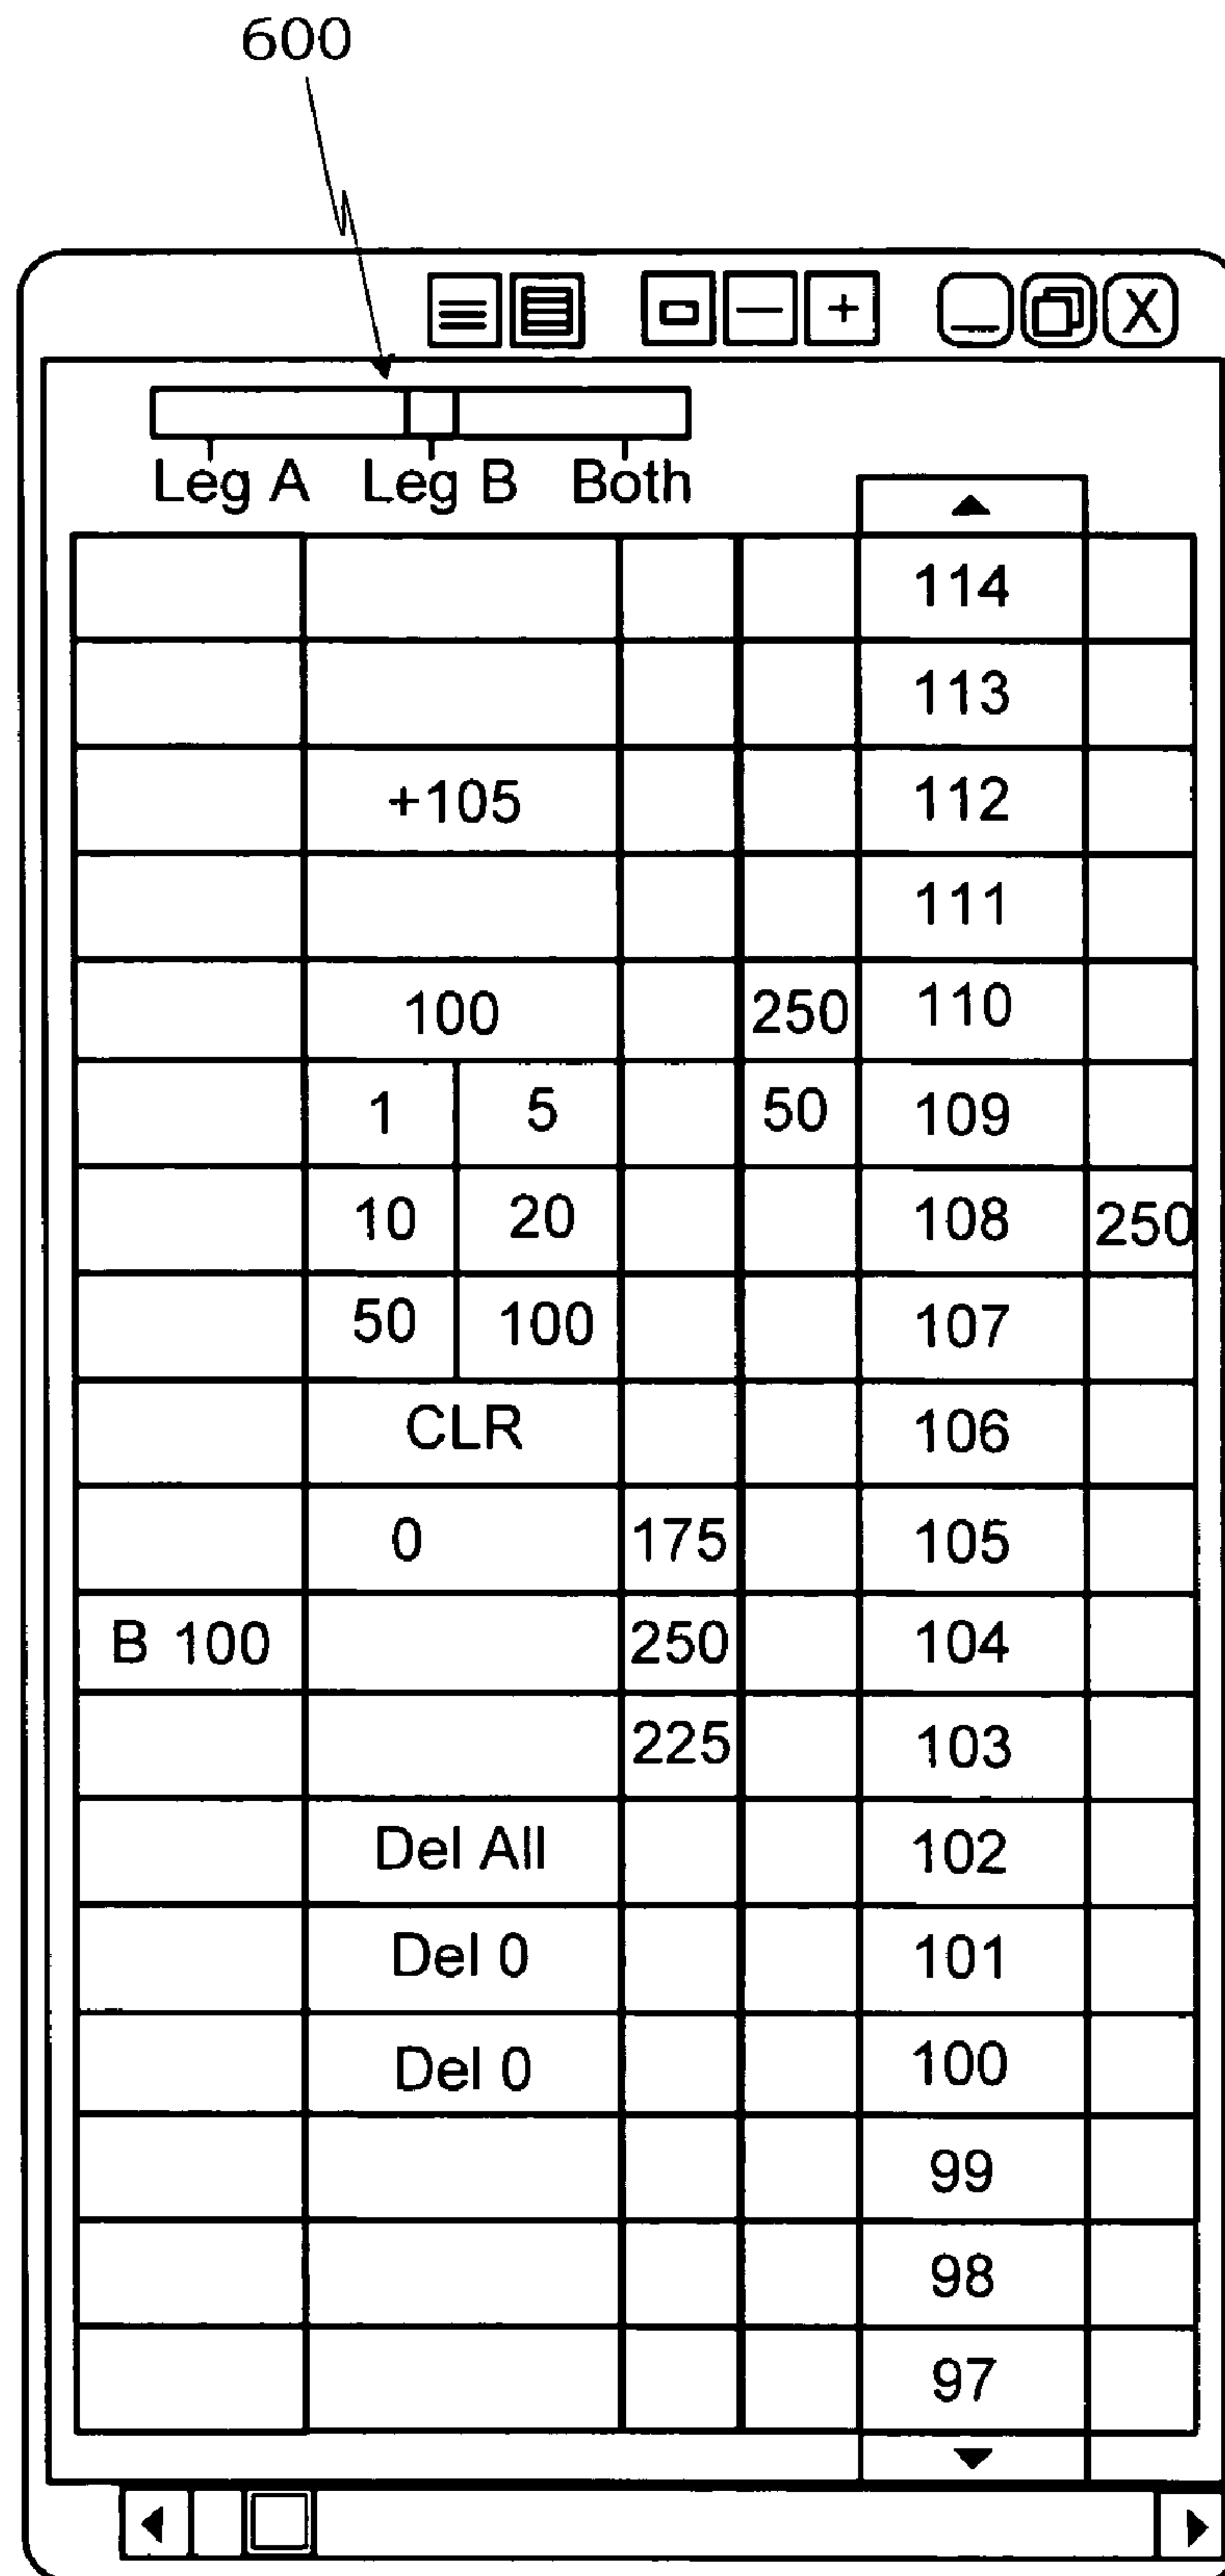 600
X
Leg A Leg B Both
114
113
+105 112
111
100 250 110
1 5 50 109
10 20 108 250
50 100 107
CLR 106
0 175 105
B 100 250 104
225 103
Del All 102
Del 0 101
Del 0 100
99
98
97